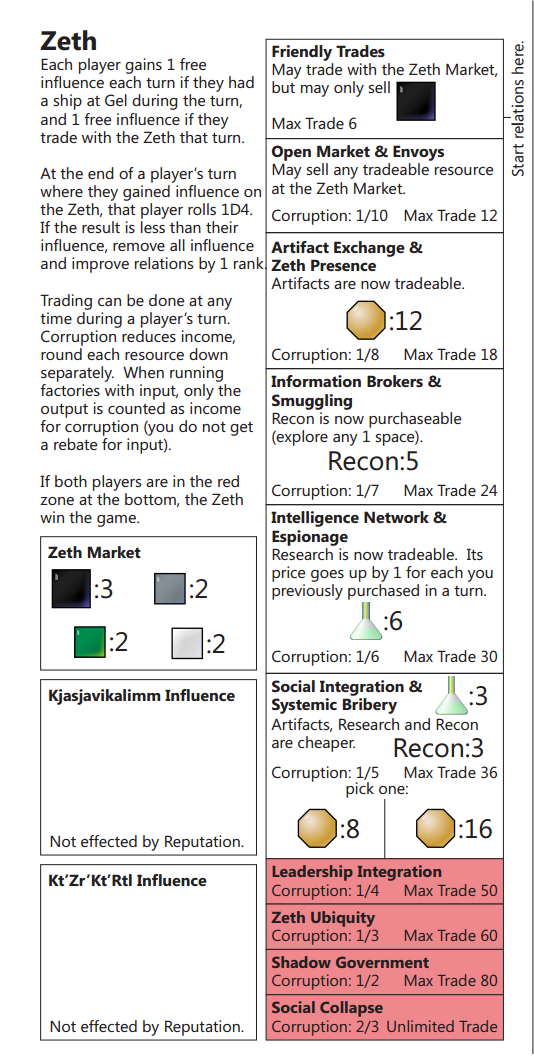 Zeth
Each player gains 1 free
influence each turn if they had
a ship at Gel during the turn,
and 1 free influence if they
trade with the Zeth that turn.
At the end of a player's turn
where they gained influence on
the Zeth, that player rolls 1D4.
If the result is less than their
influence, remove all influence
and improve relations by 1 rank.
Trading can be done at any
time during a player's turn.
Corruption reduces income,
round each resource down
separately.  When running
factories with input, only the
output is counted as income
for corruption (you do not get
a rebate for input).
If both players are in the red
zone at the bottom, the Zeth
win the game.
Zeth Market
:3
:2
:2
:2
Kjasjavikalimm Influence
Not effected by Reputation.
Kt'Zr'Kt'Rtl Influence
Not effected by Reputation.
Friendly Trades
May trade with the Zeth Market,
but may only sell
Max Trade 6
Open Market & Envoys
May sell any tradeable resource
at the Zeth Market.
Corruption: 1/10 Max Trade 12
Artifact Exchange &
Zeth Presence
Artifacts are now tradeable.
:12
Corruption: 1/8 Max Trade 18
Information Brokers &
Smuggling
Recon is now purchaseable
(explore any 1 space).
Recon:5
Corruption: 1/7 Max Trade 24
Intelligence Network &
Espionage
Research is now tradeable.  Its
price goes up by 1 for each you
previously purchased in a turn.
:6
Corruption: 1/6 Max Trade 30
Social Integration &
Systemic Bribery
:3
Artifacts, Research and Recon
are cheaper.
Recon:3
Corruption: 1/5 Max Trade 36
pick one:
:8
:16
Leadership Integration
Corruption: 1/4 Max Trade 50
Zeth Ubiquity
Corruption: 1/3 Max Trade 60
Shadow Government
Corruption: 1/2 Max Trade 80
Social Collapse
Corruption: 2/3 Unlimited Trade
Start relations here.